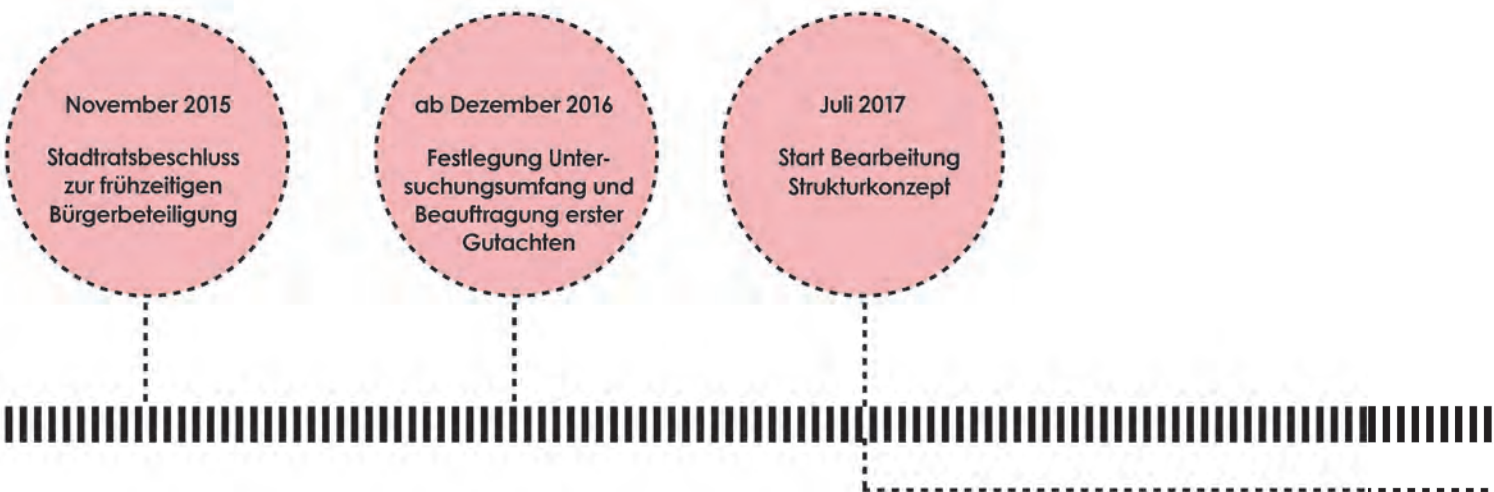 November 2015
Stadtratsbeschluss
zur frühzeitigen
Bürgerbeteiligung
ab Dezember 2016
Festlegung Unter-
suchungsumfang und
Beauftragung erster
Gutachten
Juli 2017
Start Bearbeitung
Strukturkonzept